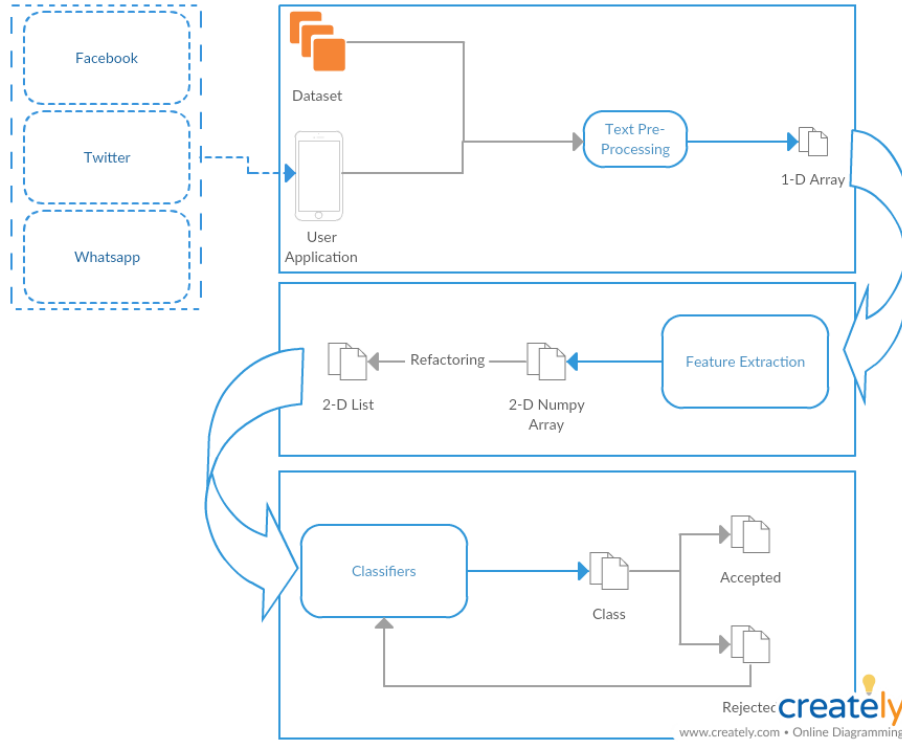 Facebook
Twitter
Whatsapp
Dataset
User
Application
Text Pre-
Processing
1-D Array
Feature Extraction
2-D Numpy
Array
Refactoring
2-D List
Classifiers
Class
Accepted
Rejected
creately
www.creately.com • Online Diagramming